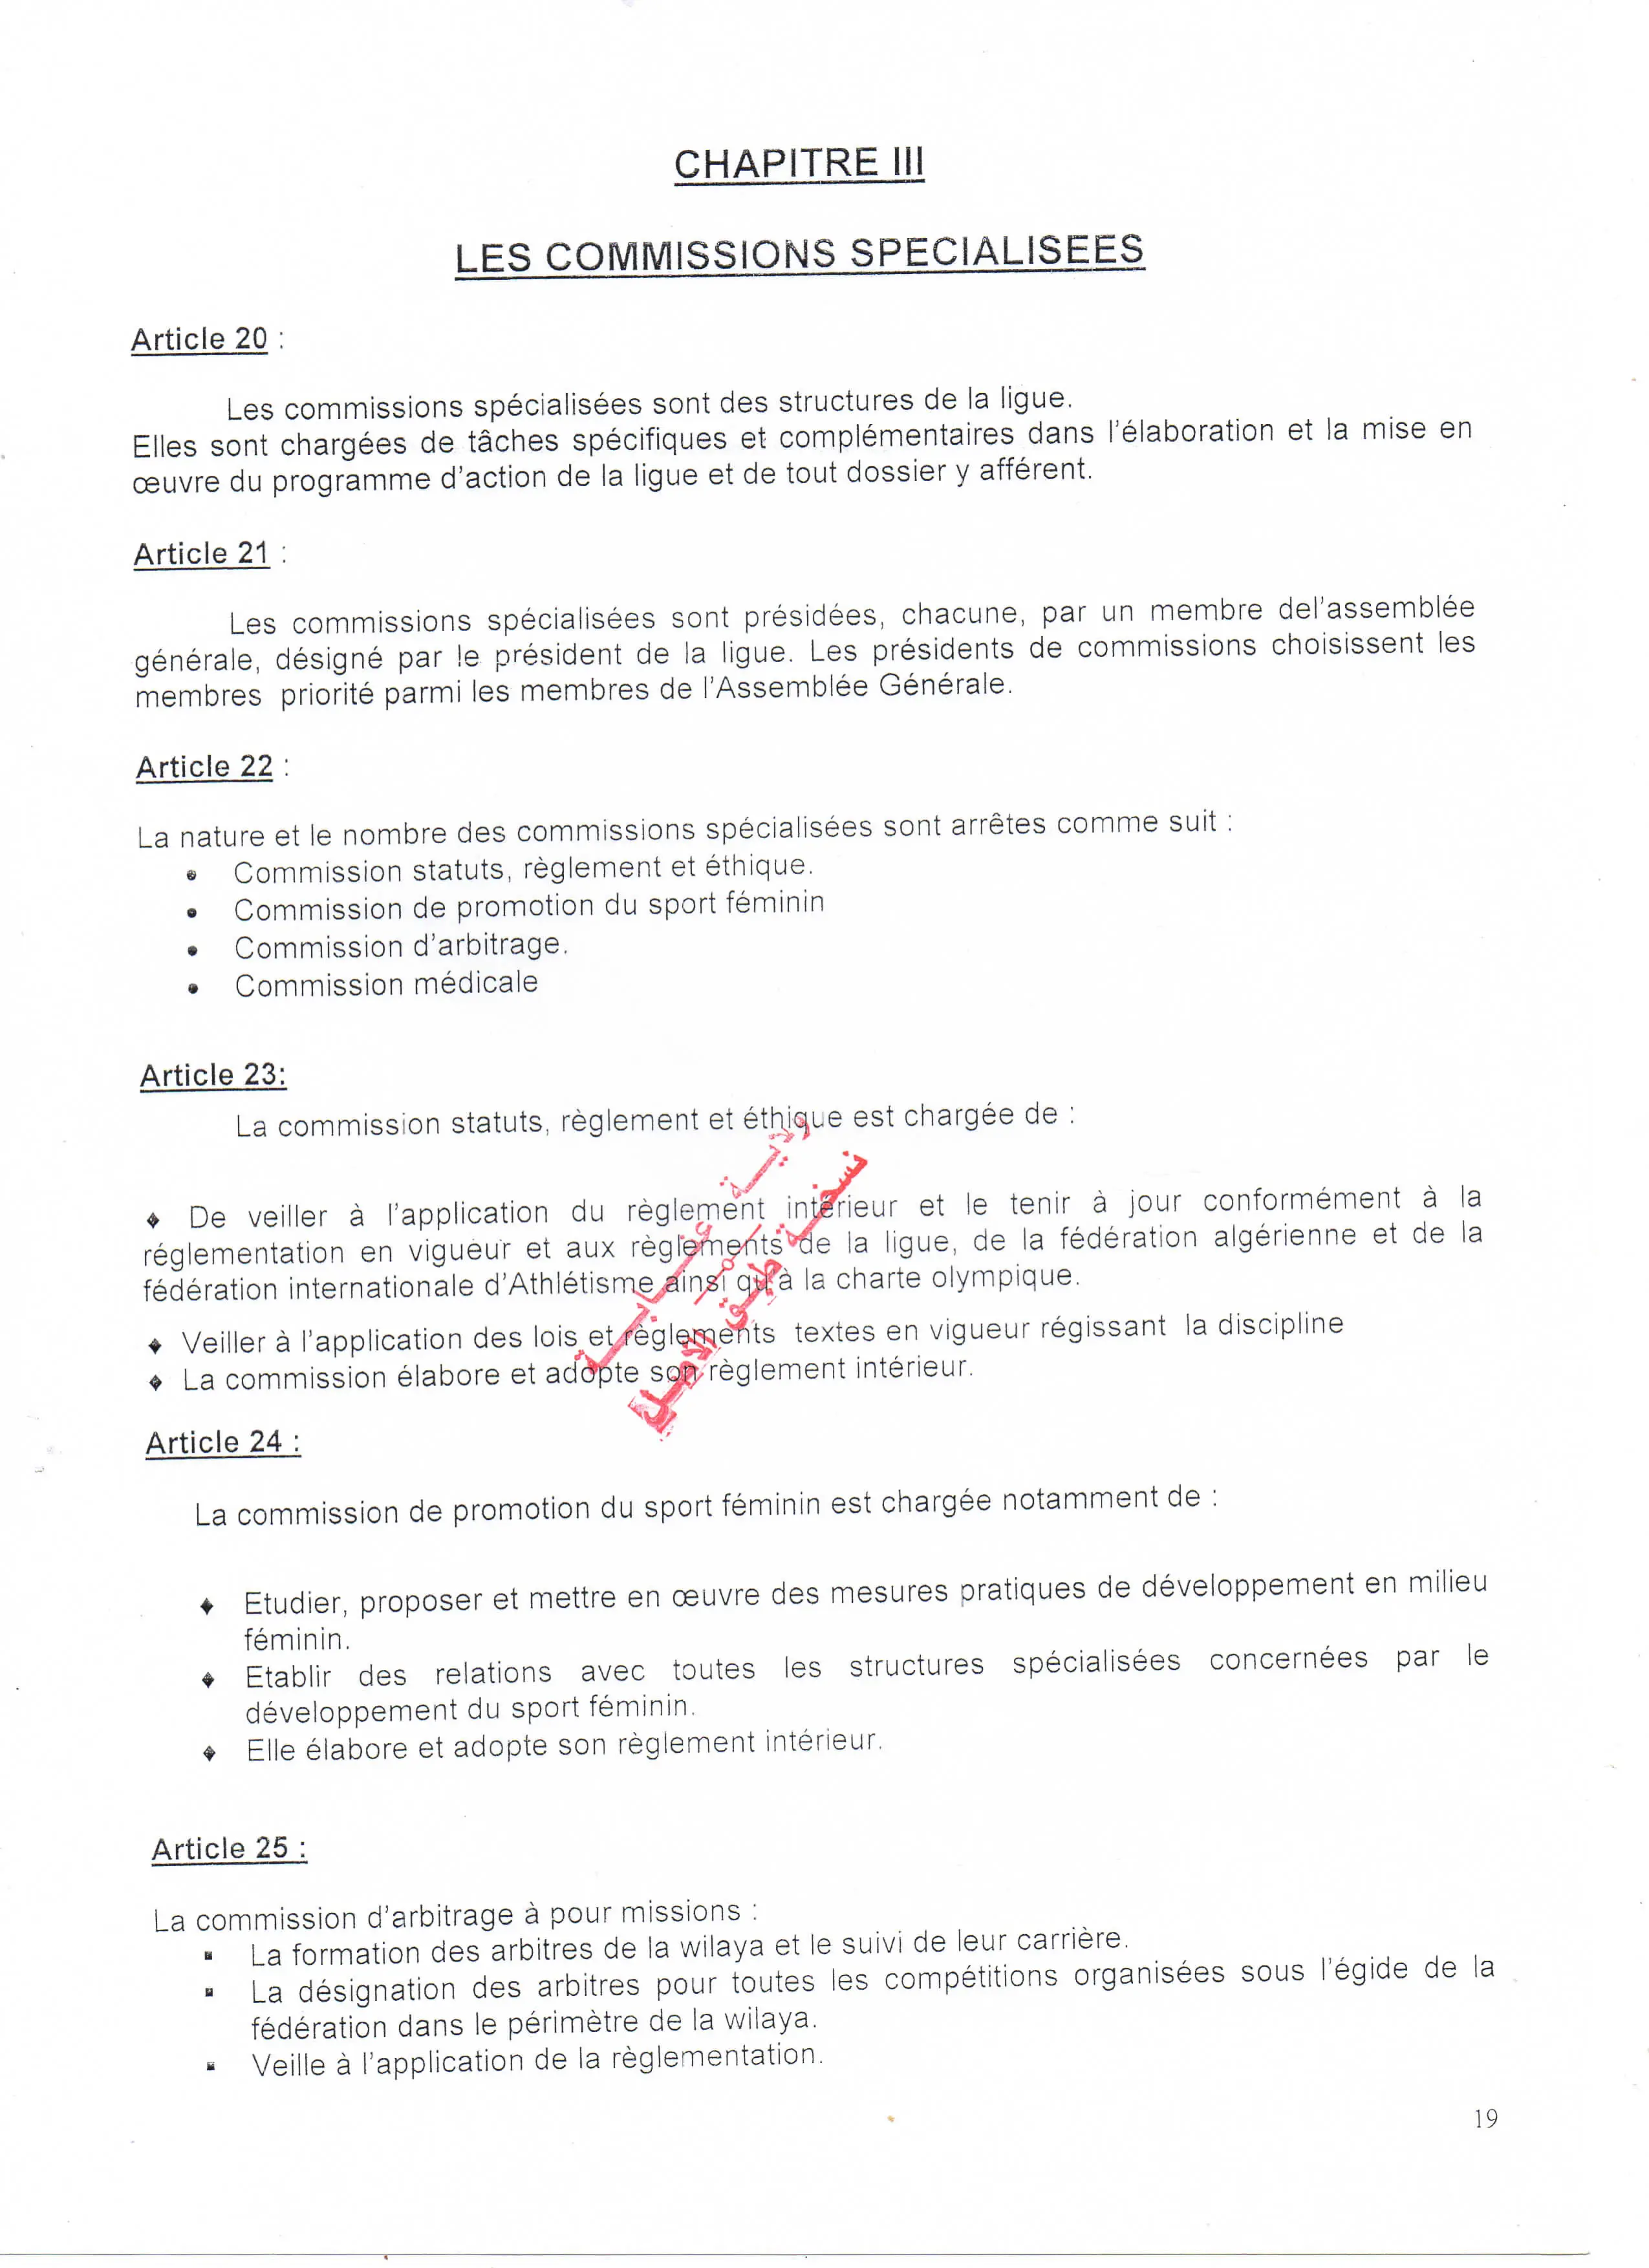 CHAPITRE III
LES COMMISSIONS SPECIALISEES
Article 20 :
Les commissions spécialisées sont des structures de la ligue.
Elles sont chargées de tâches spécifiques et complémentaires dans l'élaboration et la mise en
œuvre du programme d'action de la ligue et de tout dossier y afférent.
Article 21 :
Les commissions spécialisées sont présidées, chacune, par un membre del'assemblée
générale, désigné par le président de la ligue. Les présidents de commissions choisissent les
membres priorité parmi les membres de l'Assemblée Générale.
Article 22 :
La nature et le nombre des commissions spécialisées sont arrêtes comme suit :
• Commission statuts, règlement et éthique.
• Commission de promotion du sport féminin
• Commission d'arbitrage.
• Commission médicale
Article 23:
La commission statuts, règlement et éthique est chargée de :
♦ De veiller à l'application du règlement intérieur et le tenir à jour conformément à la
réglementation en vigueur et aux règlements de la ligue, de la fédération algérienne et de la
fédération internationale d'Athlétisme ainsi qu'à la charte olympique.
♦ Veiller à l'application des lois et règlements textes en vigueur régissant la discipline
♦ La commission élabore et adopte son règlement intérieur.
ولايـــة عنـــابـــة
نسخـة طبـق الاصـل
Article 24 :
La commission de promotion du sport féminin est chargée notamment de :
♦ Etudier, proposer et mettre en œuvre des mesures pratiques de développement en milieu
féminin.
♦ Etablir des relations avec toutes les structures spécialisées concernées par le
développement du sport féminin.
♦ Elle élabore et adopte son règlement intérieur.
Article 25 :
La commission d'arbitrage à pour missions :
▪ La formation des arbitres de la wilaya et le suivi de leur carrière.
▪ La désignation des arbitres pour toutes les compétitions organisées sous l'égide de la
fédération dans le périmètre de la wilaya.
▪ Veille à l'application de la règlementation.
19